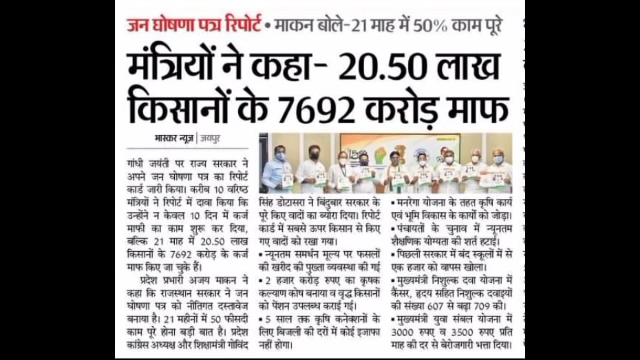 जन घोषणा पत्र रिपोर्ट • माकन बोले-21 माह में 50% काम पूरे
मंत्रियों ने कहा- 20.50 लाख
किसानों के 7692 करोड़ माफ
भास्कर न्यूज | जयपुर
गांधी जयंती पर राज्य सरकार ने
अपने जन घोषणा पत्र का रिपोर्ट
कार्ड जारी किया। करीब 10 वरिष्ठ
मंत्रियों ने रिपोर्ट में दावा किया कि
उन्होंने न केवल 10 दिन में कर्ज
माफी का काम शुरू कर दिया,
बल्कि 21 माह में 20.50 लाख
किसानों के 7692 करोड़ के कर्ज
माफ किए जा चुके हैं।
प्रदेश प्रभारी अजय माकन ने
कहा कि राजस्थान सरकार ने जन
घोषणा पत्र को नीतिगत दस्तावेज
बनाया है। 21 महीनों में 50 फीसदी
काम पूरे होना बड़ी बात है। प्रदेश
कांग्रेस अध्यक्ष और शिक्षामंत्री गोविंद
सिंह डोटासरा ने बिंदुवार सरकार के
पूरे किए वादों का ब्योरा दिया। रिपोर्ट
कार्ड में सबसे ऊपर किसान से किए
गए वादों को रखा गया।
• न्यूनतम समर्थन मूल्य पर फसलों
की खरीद की पुख्ता व्यवस्था की गई
• 2 हजार करोड़ रुपए का कृषक
कल्याण कोष बनाया व वृद्ध किसानों
को पेंशन उपलब्ध कराई गई।
• 5 साल तक कृषि कनेक्शनों के
लिए बिजली की दरों में कोई इजाफा
नहीं होगा।
• मनरेगा योजना के तहत कृषि कार्य
एवं भूमि विकास के कार्यों को जोड़ा।
• पंचायतों के चुनाव में न्यूनतम
शैक्षणिक योग्यता की शर्त हटाई।
• पिछली सरकार में बंद स्कूलों में से
एक हजार को वापस खोला।
• मुख्यमंत्री निशुल्क दवा योजना में
कैंसर, हृदय सहित निशुल्क दवाइयों
की संख्या 607 से बढ़ा 709 की।
• मुख्यमंत्री युवा संबल योजना में
3000 रुपए व 3500 रुपए प्रति
माह की दर से बेरोजगारी भत्ता दिया।